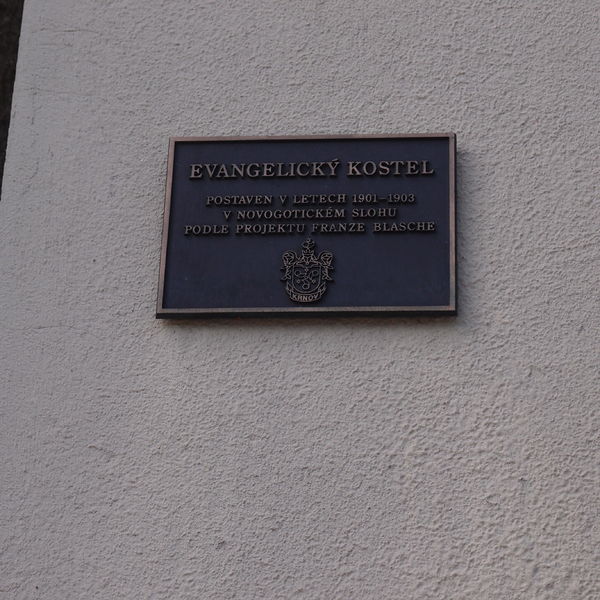 EVANGELICKÝ KOSTEL
POSTAVEN V LETECH 1901–1903
V NOVOGOTICKÉM SLOHU
PODLE PROJEKTU FRANZE BLASCHE
KRNOV